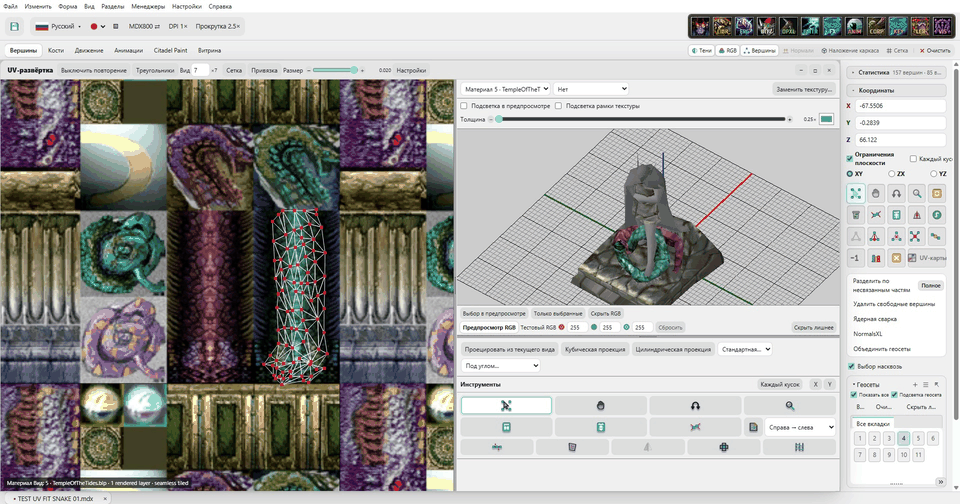 Файл Изменить Форма Вид Разделы Менеджеры Настройки Справка
Русский MDX800 DPI 1× Прокрутка 2.5×
Вершины Кости Движение Анимации Citadel Paint Витрина
Тени RGB Вершины Нормали Наложение каркаса Сетка Очистить
UV-развёртка Выключить повторение Треугольники Вид 7 ÷7 Сетка Привязка Размер 0.020 Настройки
Материал 5 - TempleOfTheT Нет Заменить текстуру...
Подсветка в предпросмотре Подсветка рамки текстуры
Толщина 0.25×
Выбор в предпросмотре Только выбранные Скрыть RGB
Предпросмотр RGB Тестовый RGB 255 255 255 Сбросить Скрыть лишнее
Проецировать из текущего вида Кубическая проекция Цилиндрическая проекция Стандартная...
Под углом...
Инструменты Каждый кусок X Y
Справа → слева
Статистика 157 вершин - 85 в...
Координаты
X -67.5506
Y -0.2839
Z 66.122
Ограничения плоскости Каждый кусо
XY ZX YZ
−1 UV-карты
Разделить по несвязанным частям Полное
Удалить свободные вершины
Ядерная сварка
NormalsXL
Объединить геосеты
Выбор насквозь
Геосеты
Показать все Подсветка геосета
В... Очи... Скрыть л...
Все вкладки
1 2 3 4 5 6
7 8 9 10 11
Материал Вид: 5 - TempleOfTheTides.blp - 1 rendered layer - seamless tiled
• TEST UV FIT SNAKE 01.mdx ×